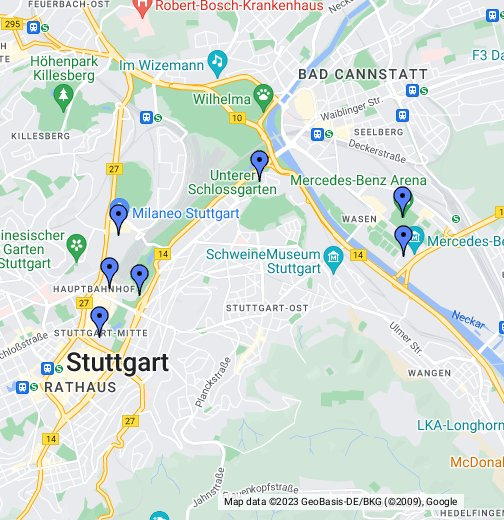 FEUERBACH-OST
Robert-Bosch-Krankenhaus
295
Höhenpark
Killesberg
Im Wizemann
BAD CANNSTATT
F3 Da
Wilhelma
Waiblinger Str.
10
KILLESBERG
SEELBERG
Deckerstraße
27
Unterer
Schlossgarten
Mercedes-Benz Arena
Milaneo Stuttgart
WASEN
inesischer
Garten
Stuttgart
14
SchweineMuseum
Stuttgart
14
Mercedes-Be
HAUPTBAHNHOF
27
STUTTGART-OST
Neckar
STUTTGART-MITTE
Ulmer Str.
Stuttgart
RATHAUS
Planckstraße
WANGEN
27
14
LKA-Longhorn
McDona
Jahnstraße
Frauenkopfstraße
HEDELFINGEN
Map data ©2023 GeoBasis-DE/BKG (©2009), Google